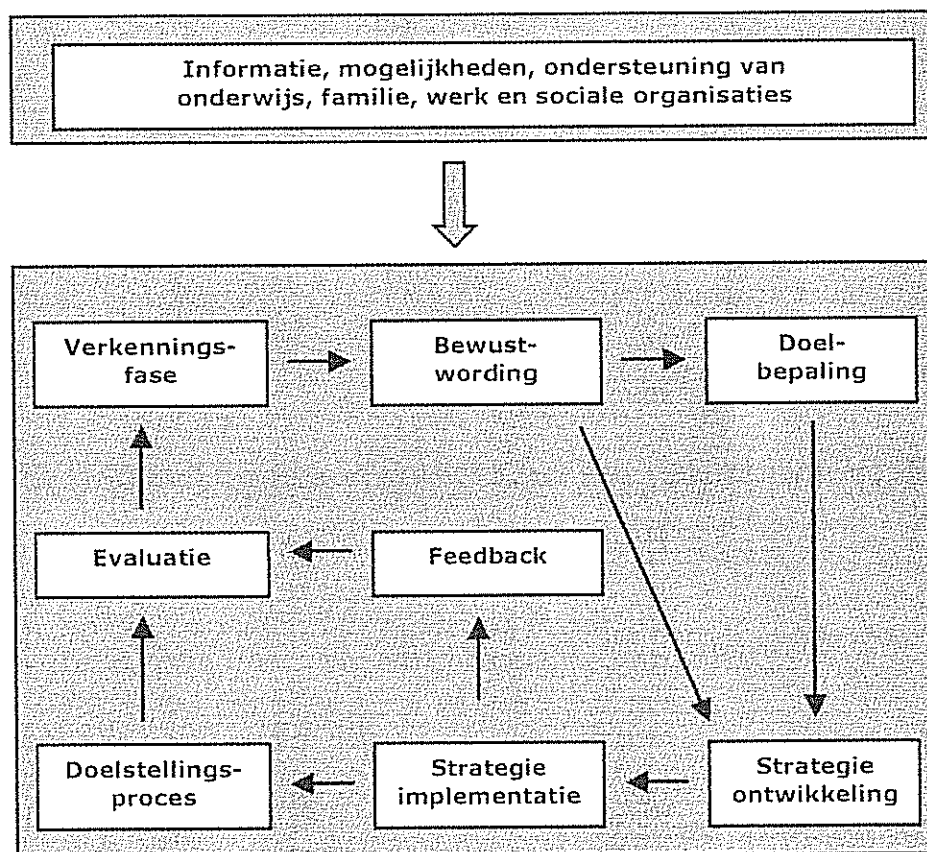 Informatie, mogelijkheden, ondersteuning van
onderwijs, familie, werk en sociale organisaties
Verkennings-
fase
Bewust-
wording
Doel-
bepaling
Evaluatie
Feedback
Doelstellings-
proces
Strategie
implementatie
Strategie
ontwikkeling